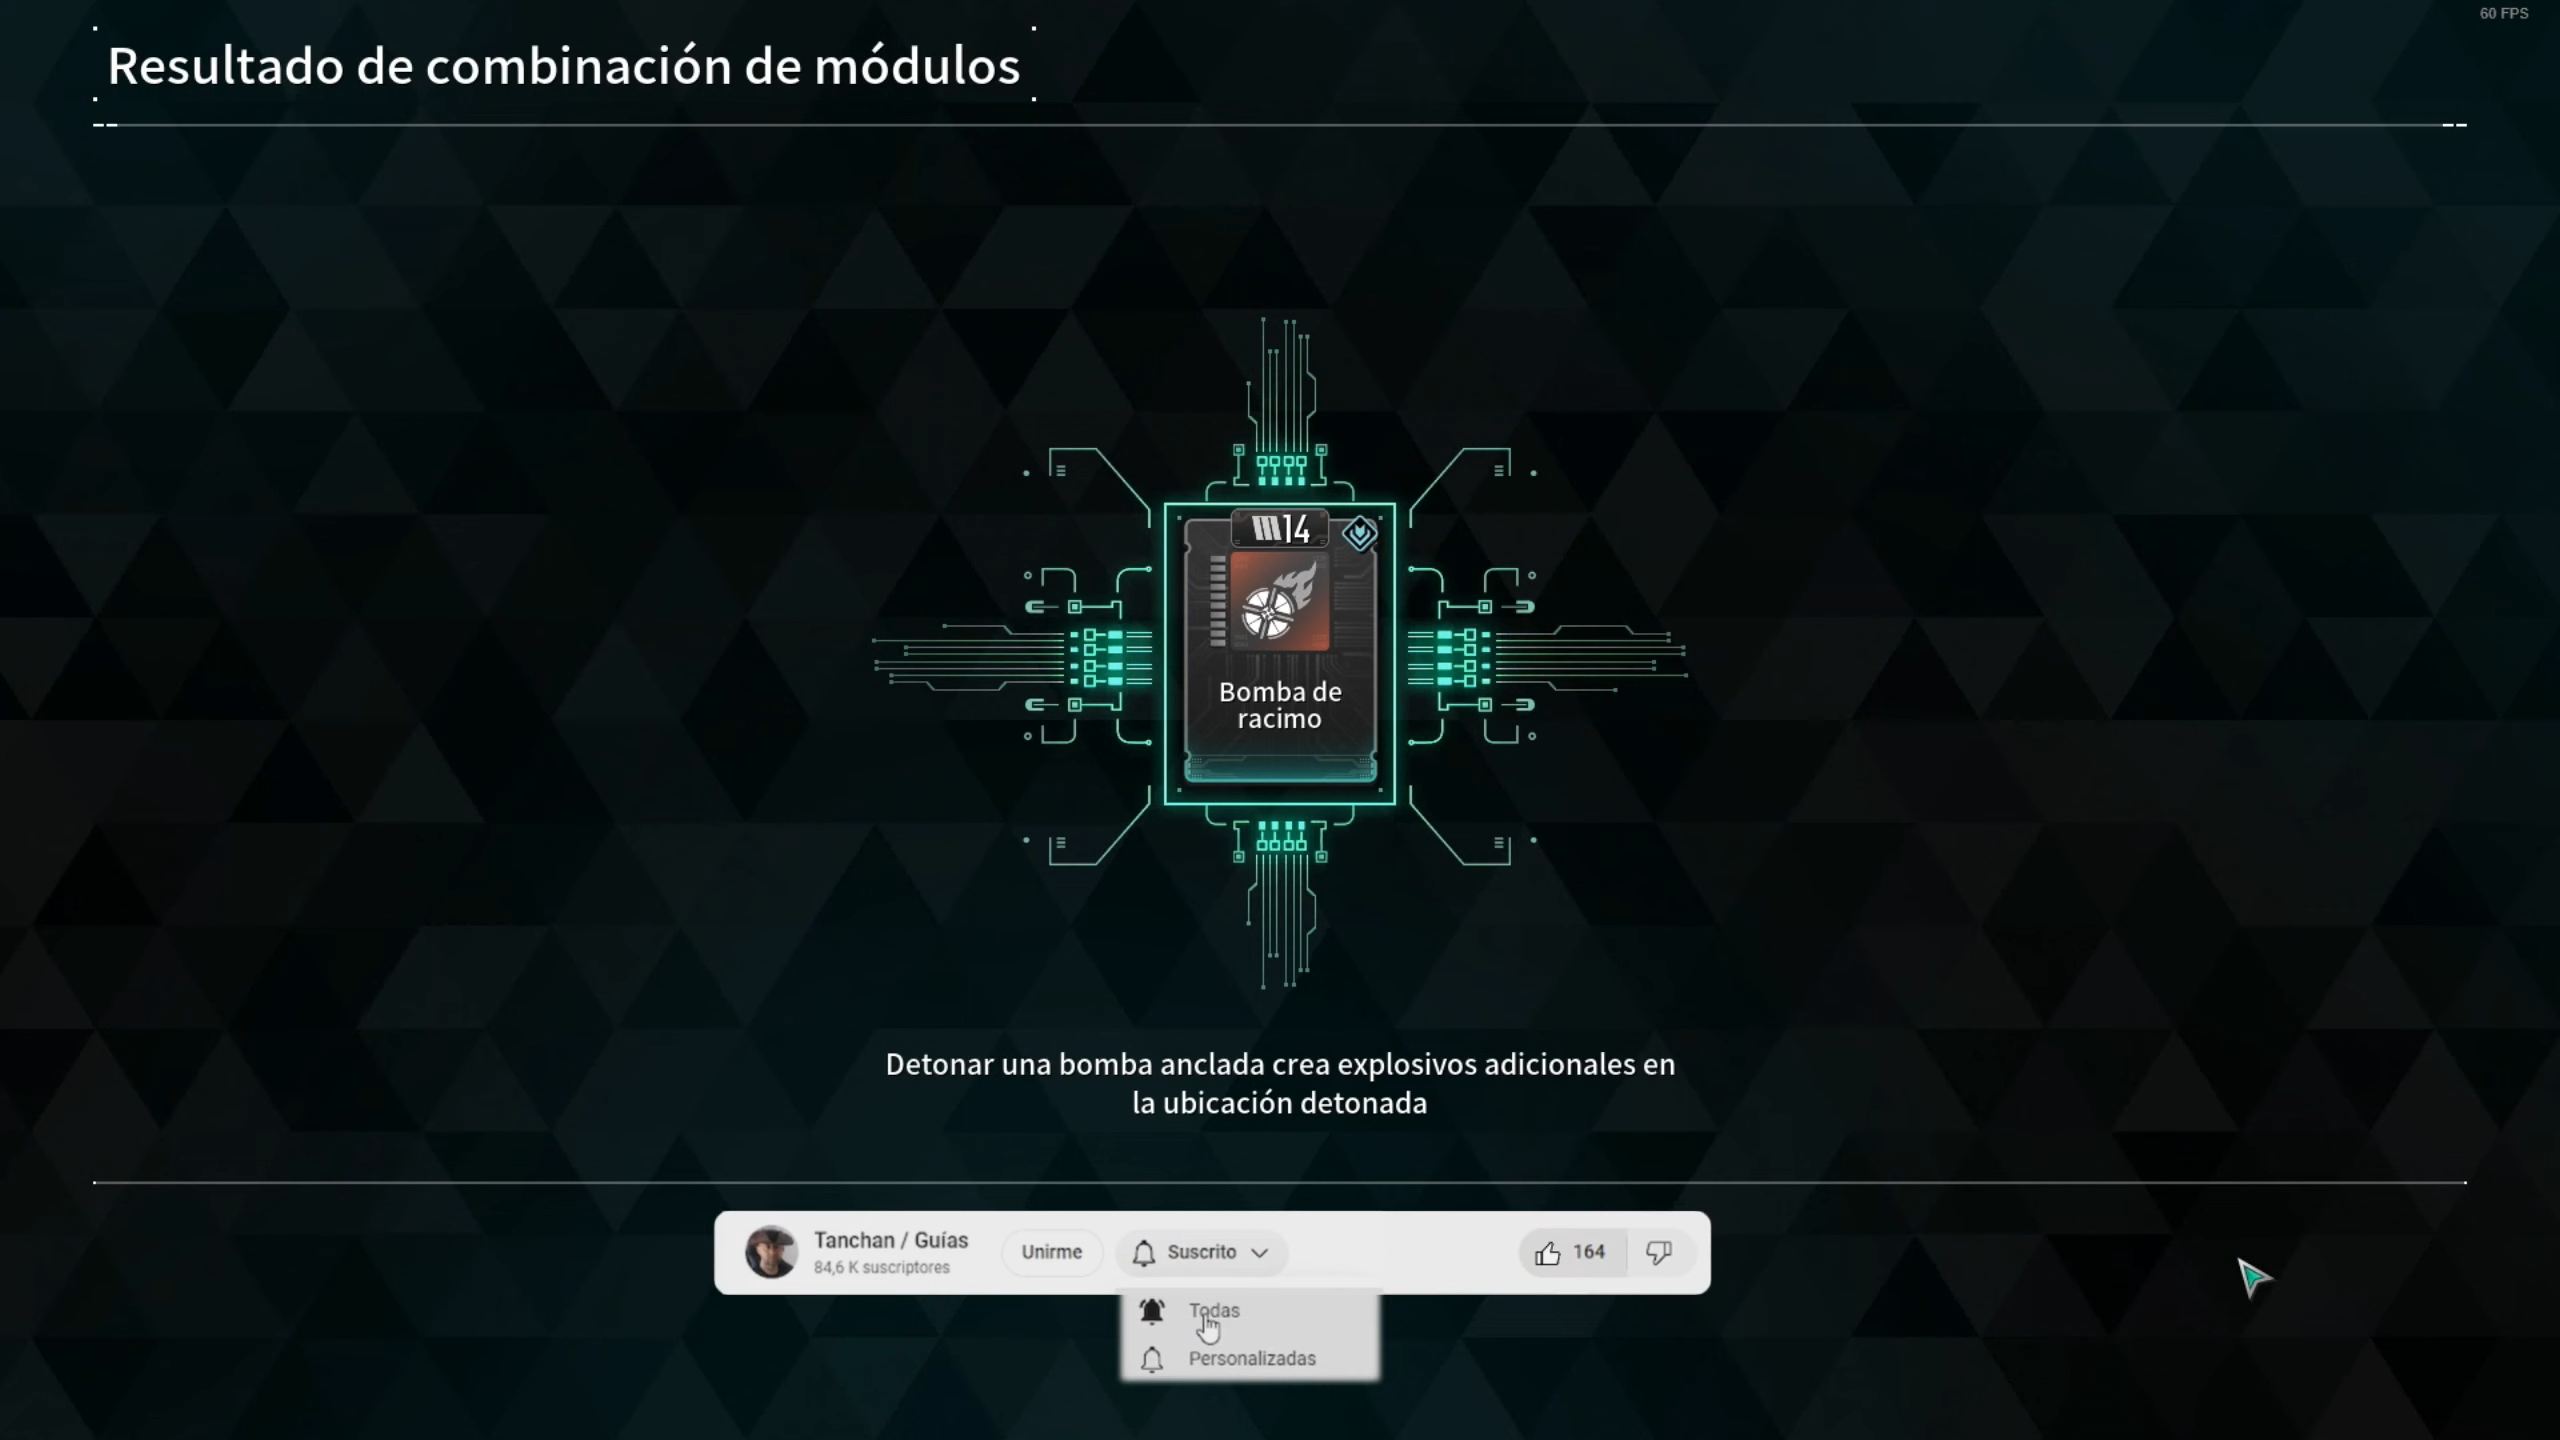 60 FPS
Resultado de combinación de módulos
14
Bomba de
racimo
Detonar una bomba anclada crea explosivos adicionales en
la ubicación detonada
Tanchan / Guías
84,6 K suscriptores
Unirme
Suscrito
164
Todas
Personalizadas